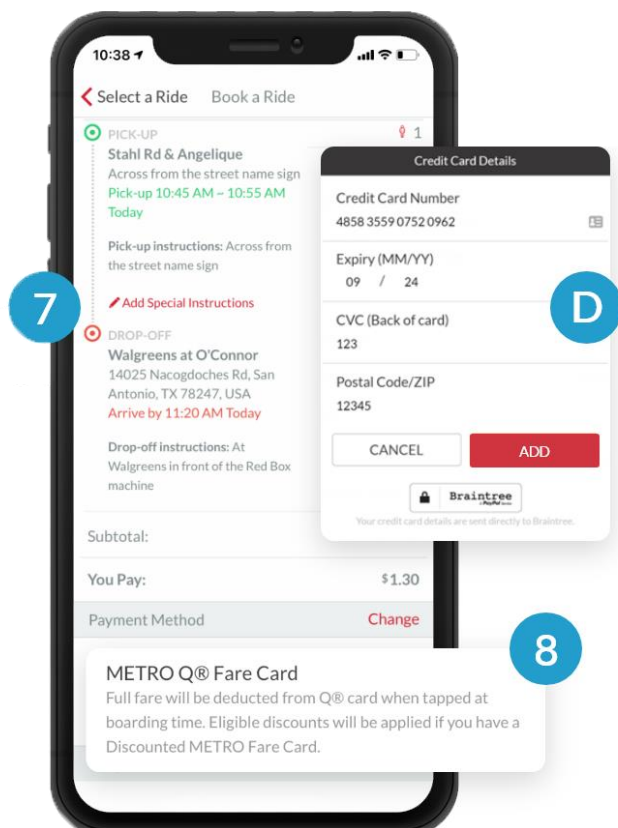 10:38
Select a Ride Book a Ride
PICK-UP
1
Stahl Rd & Angelique
Across from the street name sign
Pick-up 10:45 AM – 10:55 AM
Today
Pick-up instructions: Across from
the street name sign
7
Add Special Instructions
DROP-OFF
Walgreens at O'Connor
14025 Nacogdoches Rd, San
Antonio, TX 78247, USA
Arrive by 11:20 AM Today
Drop-off instructions: At
Walgreens in front of the Red Box
machine
Credit Card Details
Credit Card Number
4858 3559 0752 0962
Expiry (MM/YY)
09 / 24
D
CVC (Back of card)
123
Postal Code/ZIP
12345
CANCEL ADD
Braintree
A PayPal Service
Your credit card details are sent directly to Braintree.
Subtotal:
You Pay: $1.30
Payment Method Change
8
METRO Q® Fare Card
Full fare will be deducted from Q® card when tapped at
boarding time. Eligible discounts will be applied if you have a
Discounted METRO Fare Card.